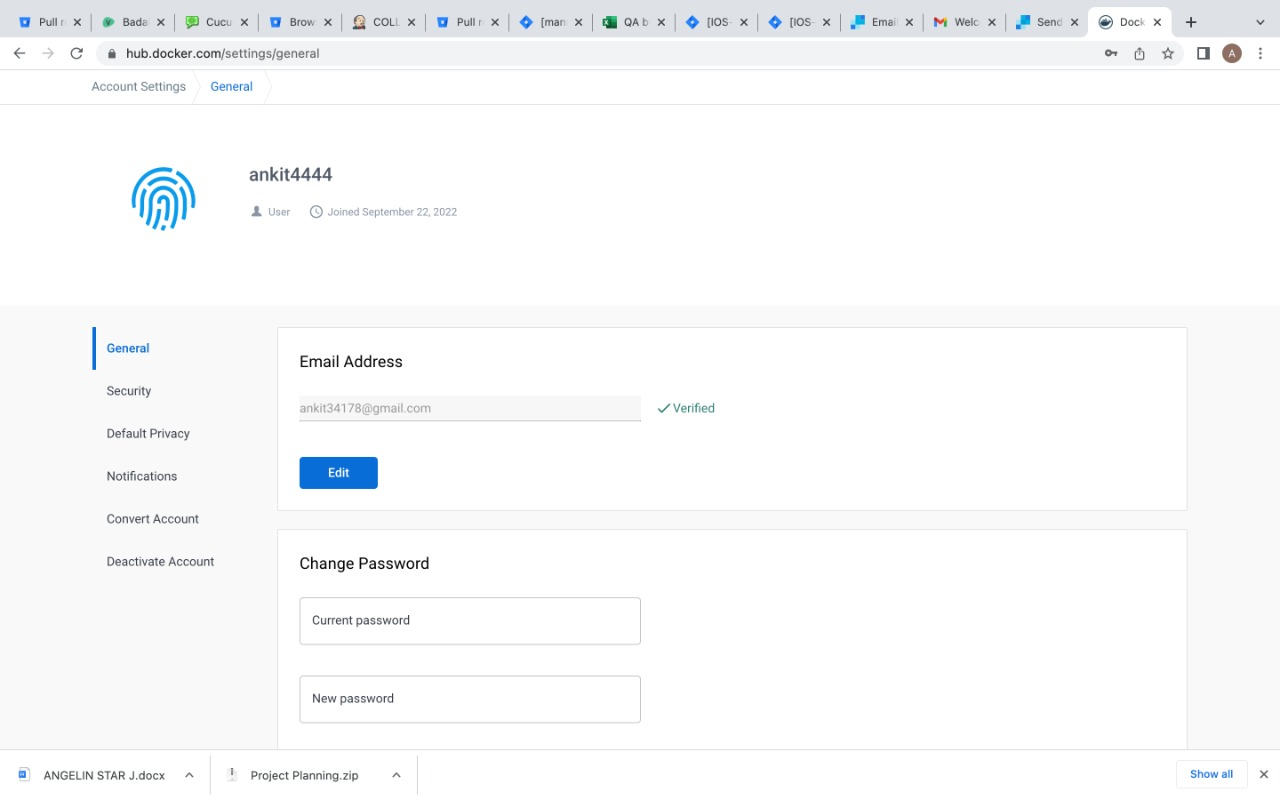 Pull r Bada Cucu Brow COLL Pull r [man QA b [IOS- [IOS- Email Welc Send Dock
hub.docker.com/settings/general A
Account Settings General
ankit4444
User Joined September 22, 2022
General
Security
Default Privacy
Notifications
Convert Account
Deactivate Account
Email Address
ankit34178@gmail.com Verified
Edit
Change Password
Current password
New password
ANGELIN STAR J.docx Project Planning.zip Show all